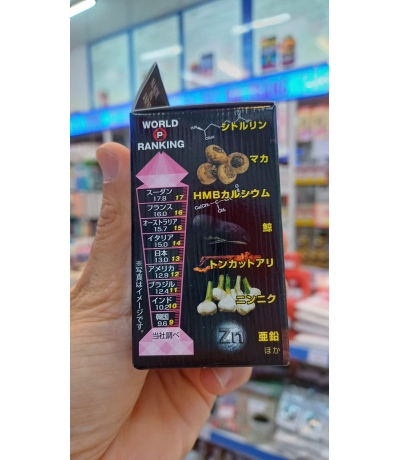 WORLD
P
RANKING
スーダン
17.8 17
フランス
16.0 16
オーストラリア
15.7 15
イタリア
15.0 14
日本
13.0 13
アメリカ
12.9 12
ブラジル
12.4 11
インド
10.2 10
韓国
9.6 9
当社調べ
※写真はイメージです。
シトルリン
マカ
HMBカルシウム
鯨
トンカットアリ
ニンニク
Zn 亜鉛
ほか